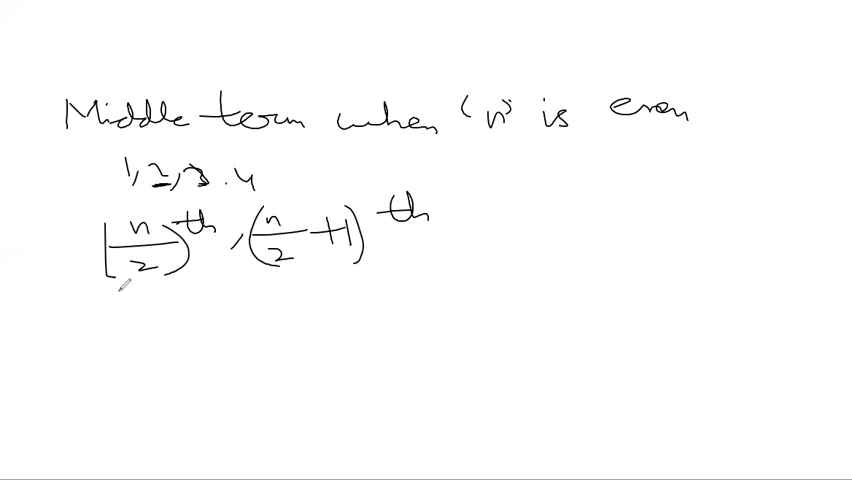 Middle term when 'n' is even
1, 2, 3. 4
(n/2)th, (n/2 + 1)th